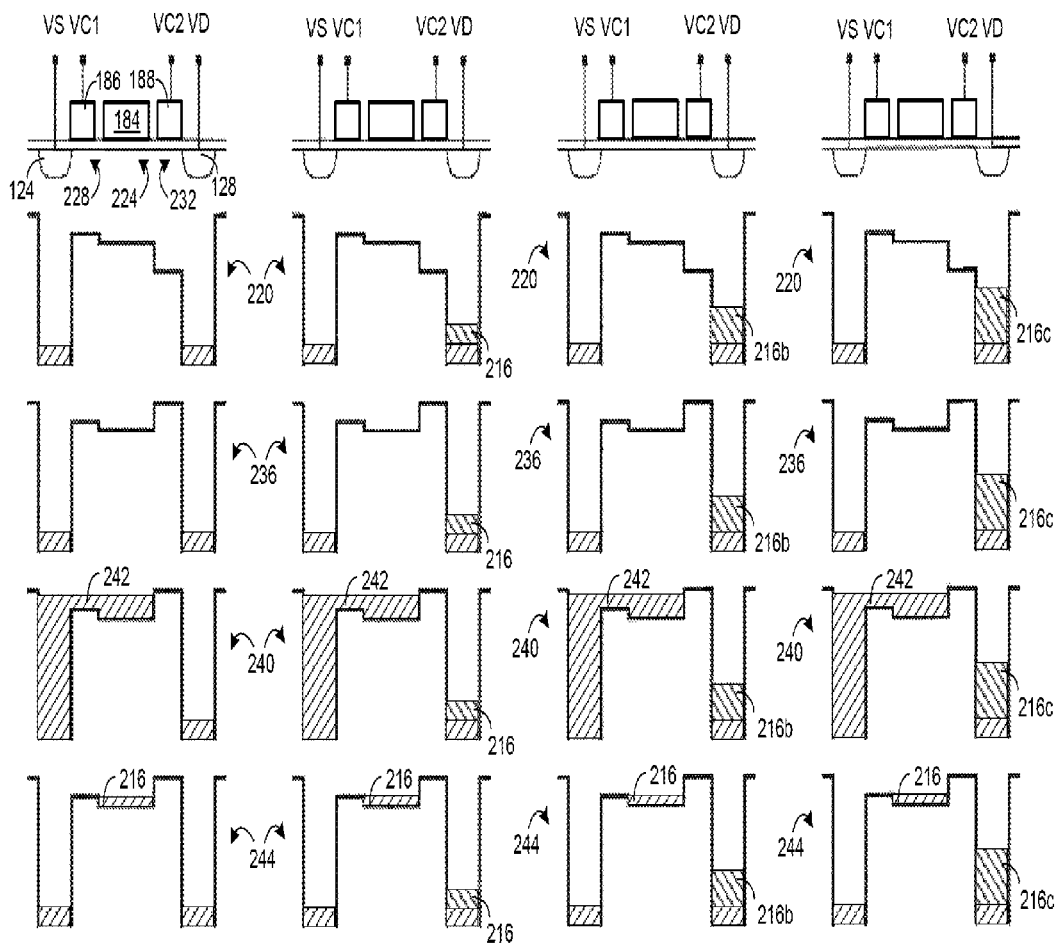 VS VC1 VC2 VD VS VC1 VC2 VD VS VC1 VC2 VD VS VC1 VC2 VD
186 188
184
124 228 224 232 128
220 220 220
216 216b 216c
236 236 236
216 216b 216c
242 242 242 242
240 240 240
216 216b 216c
216 216 216 216
244 244 244
216 216b 216c